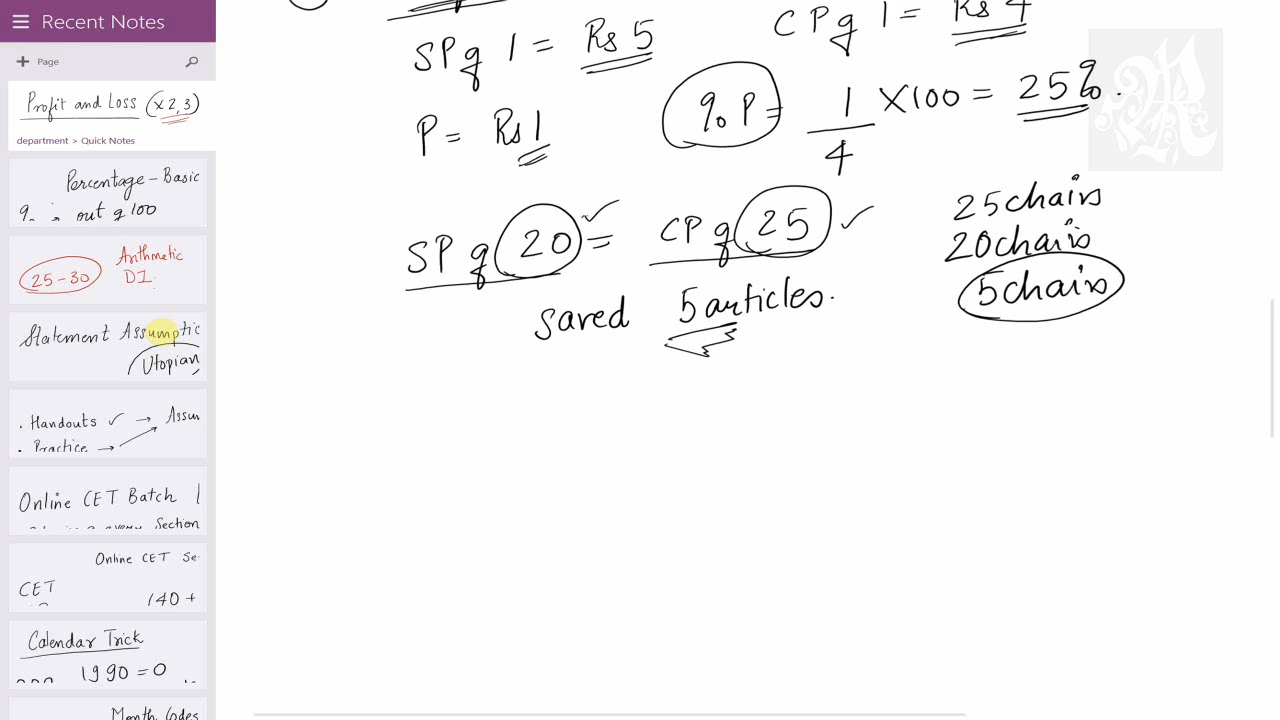 Recent Notes
+ Page
Profit and Loss (x 2,3)
department > Quick Notes
Percentage - Basic
out of 100
25-30
Arithmetic
DI
Statement Assumptic
Utopian
. Handouts ✓ → Assu
. Practice →
Online CET Batch
Section
Online CET Se
CET
140 +
Calendar Trick
1990 = 0
Month Codes
SP of 1 = Rs 5
CP of 1 = Rs 4
P = Rs 1
% P = 1/4 × 100 = 25%.
SP of 20 ✓ = CP of 25 ✓
saved 5 articles.
25 chairs
20 chairs
5 chairs